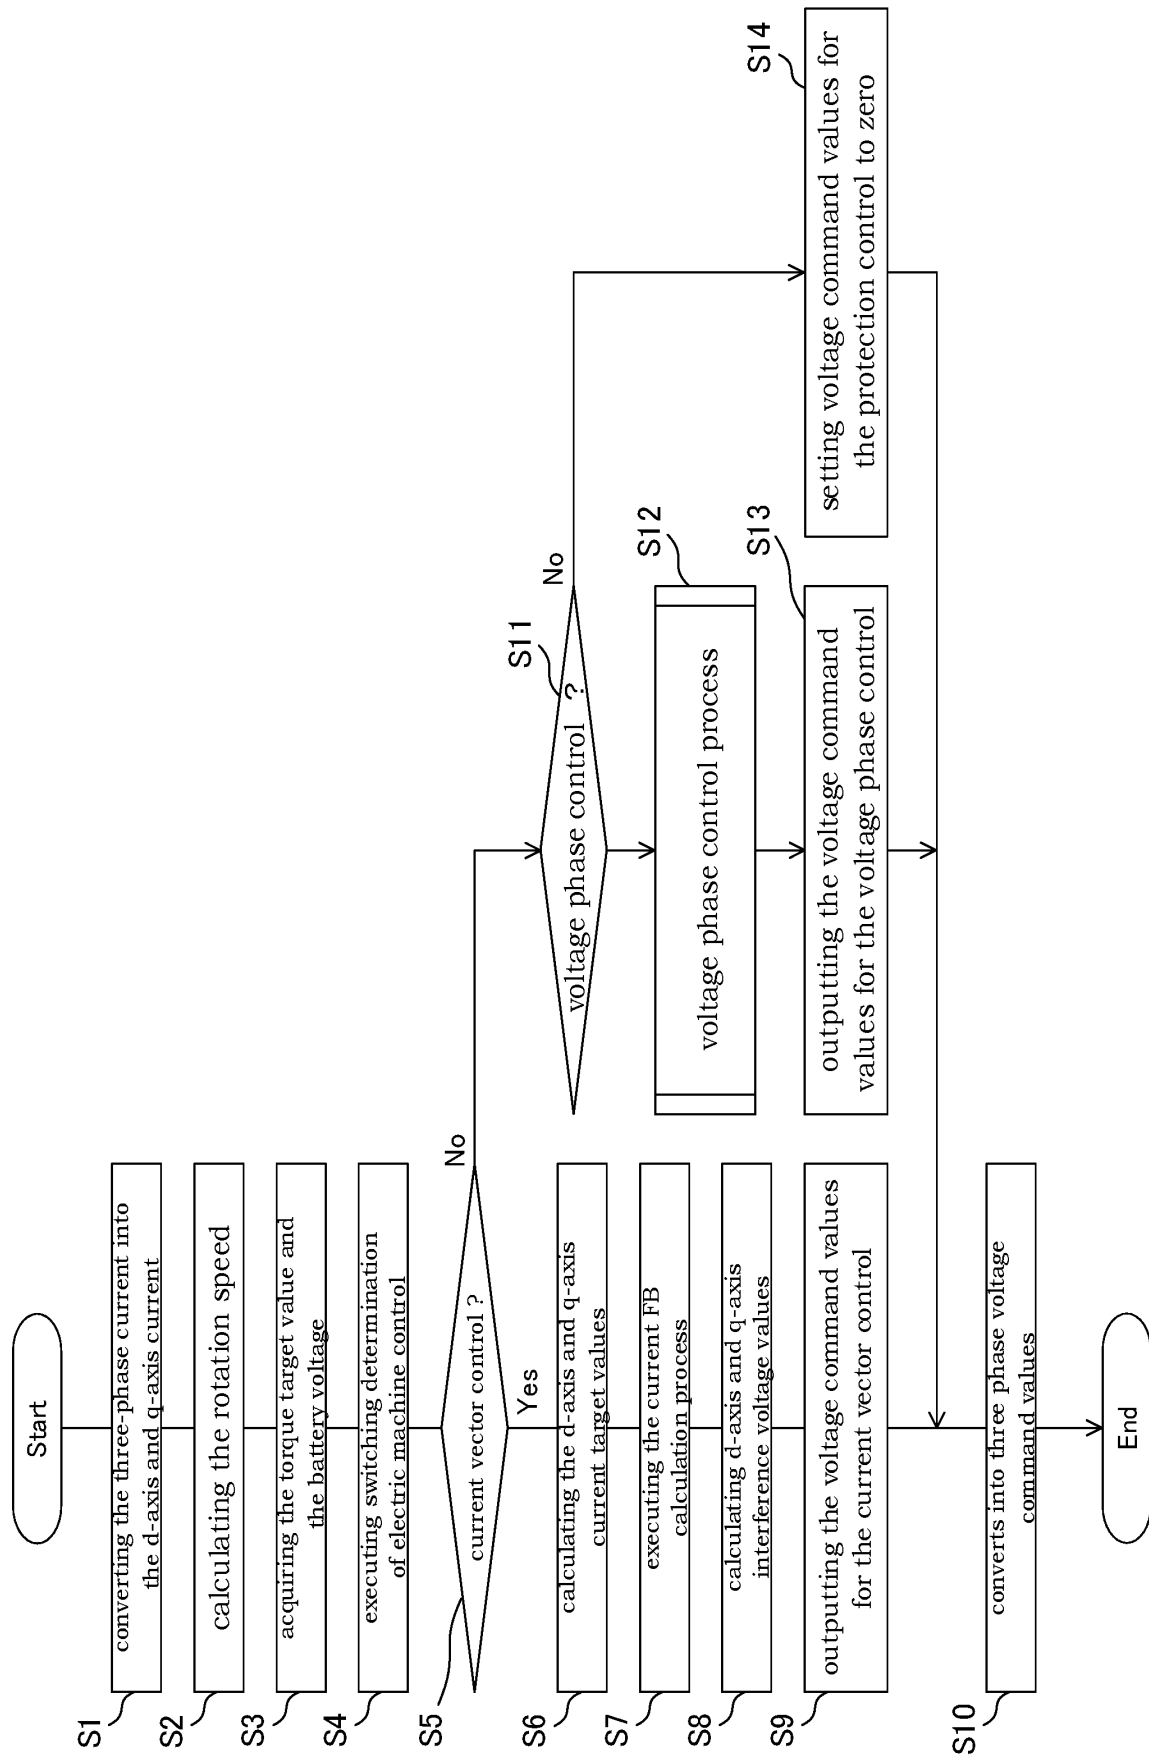 Start
S1
converting the three-phase current into
the d-axis and q-axis current
S2
calculating the rotation speed
S3
acquiring the torque target value and
the battery voltage
S4
executing switching determination
of electric machine control
S5
current vector control ?
No
Yes
S6
calculating the d-axis and q-axis
current target values
S7
executing the current FB
calculation process
S8
calculating d-axis and q-axis
interference voltage values
S9
outputting the voltage command values
for the current vector control
S10
converts into three phase voltage
command values
End
S11
voltage phase control ?
No
S12
voltage phase control process
S13
outputting the voltage command
values for the voltage phase control
S14
setting voltage command values for
the protection control to zero